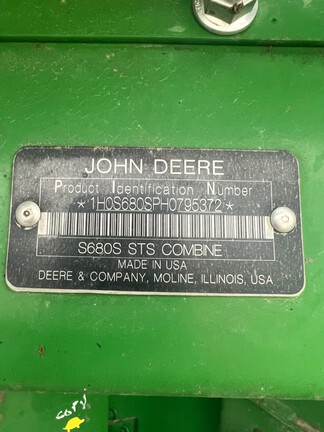 JOHN DEERE
Product Identification Number
*1H0S680SPH0795372*
S680S STS COMBINE
MADE IN USA
DEERE & COMPANY, MOLINE, ILLINOIS, USA